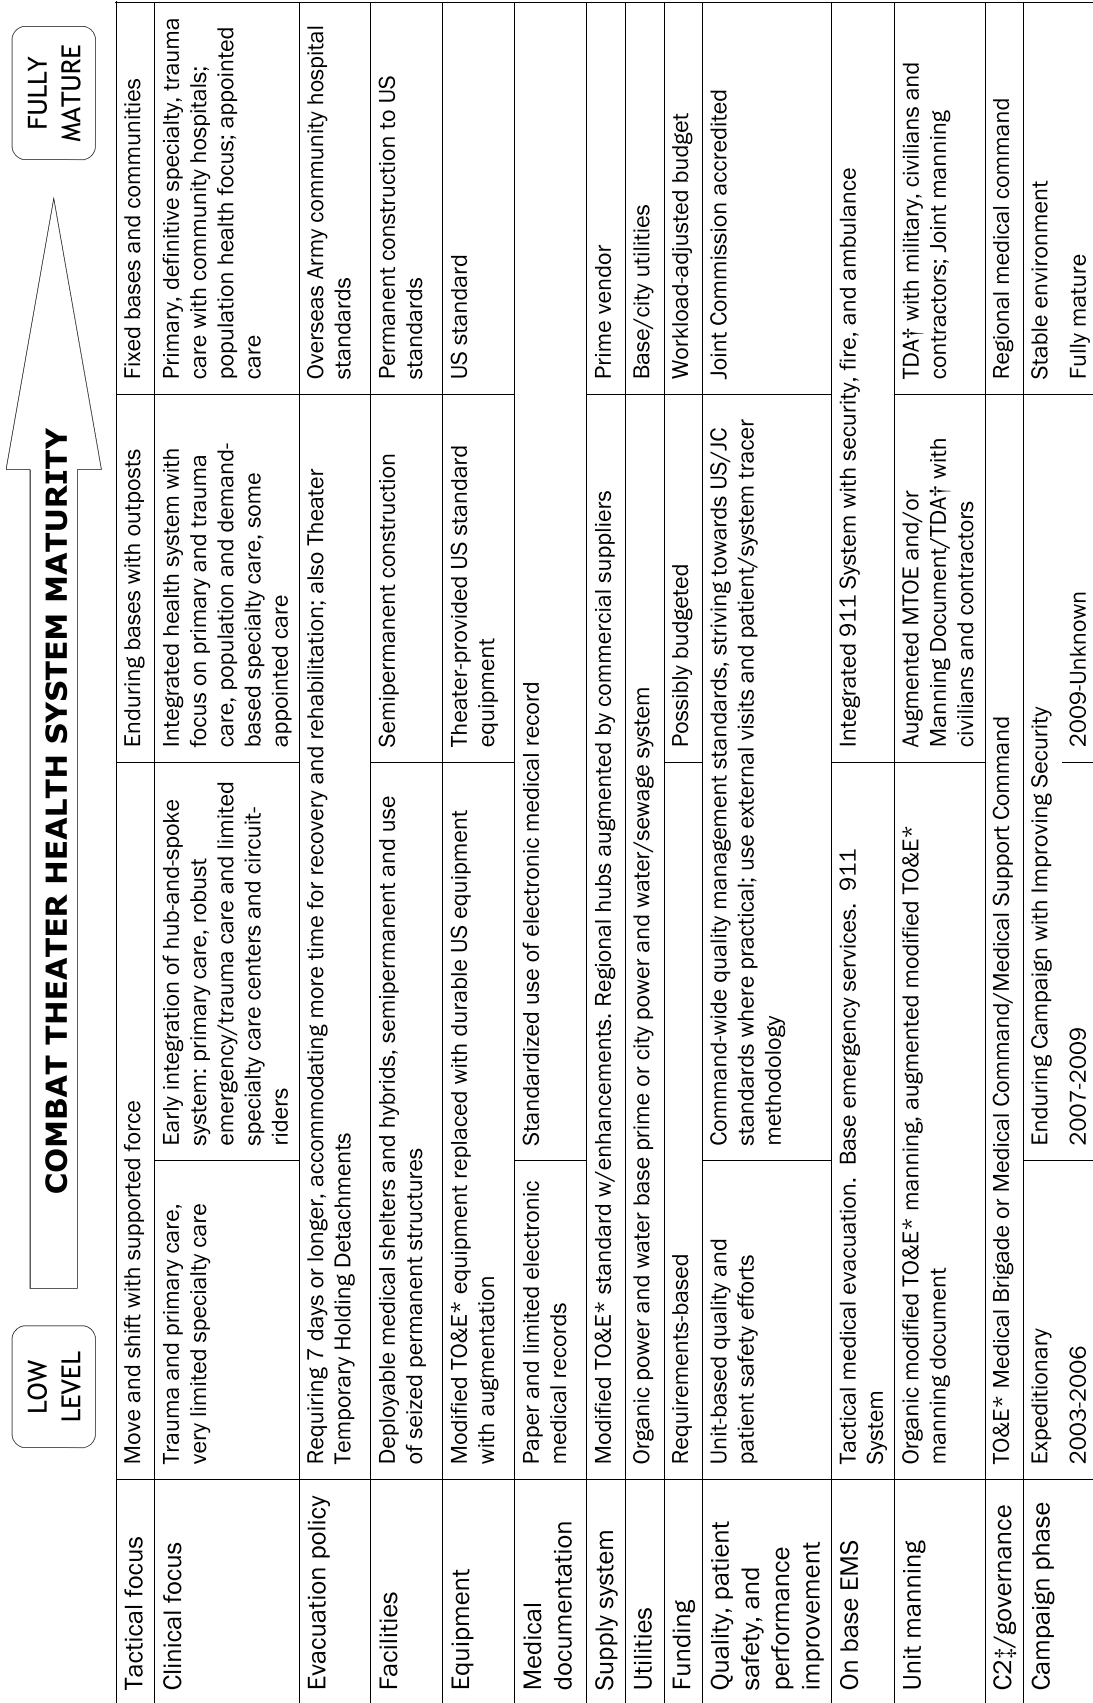 LOW
LEVEL
COMBAT THEATER HEALTH SYSTEM MATURITY
FULLY
MATURE
Tactical focus
Move and shift with supported force
Enduring bases with outposts
Fixed bases and communities
Clinical focus
Trauma and primary care,
very limited specialty care
Early integration of hub-and-spoke
system: primary care, robust
emergency/trauma care and limited
specialty care centers and circuit-
riders
Integrated health system with
focus on primary and trauma
care, population and demand-
based specialty care, some
appointed care
Primary, definitive specialty, trauma
care with community hospitals;
population health focus; appointed
care
Evacuation policy
Requiring 7 days or longer, accommodating more time for recovery and rehabilitation; also Theater
Temporary Holding Detachments
Overseas Army community hospital
standards
Facilities
Deployable medical shelters and hybrids, semipermanent and use
of seized permanent structures
Semipermanent construction
Permanent construction to US
standards
Equipment
Modified TO&E* equipment replaced with durable US equipment
with augmentation
Theater-provided US standard
equipment
US standard
Medical
documentation
Paper and limited electronic
medical records
Standardized use of electronic medical record
Supply system
Modified TO&E* standard w/enhancements. Regional hubs augmented by commercial suppliers
Prime vendor
Utilities
Organic power and water base prime or city power and water/sewage system
Base/city utilities
Funding
Requirements-based
Possibly budgeted
Workload-adjusted budget
Quality, patient
safety, and
performance
improvement
Unit-based quality and
patient safety efforts
Command-wide quality management standards, striving towards US/JC
standards where practical; use external visits and patient/system tracer
methodology
Joint Commission accredited
On base EMS
Tactical medical evacuation.  Base emergency services.  911
System
Integrated 911 System with security, fire, and ambulance
Unit manning
Organic modified TO&E* manning, augmented modified TO&E*
manning document
Augmented MTOE and/or
Manning Document/TDA† with
civilians and contractors
TDA† with military, civilians and
contractors; Joint manning
C2‡/governance
TO&E* Medical Brigade or Medical Command/Medical Support Command
Regional medical command
Campaign phase
Expeditionary
Enduring Campaign with Improving Security
Stable environment
2003-2006
2007-2009
2009-Unknown
Fully mature